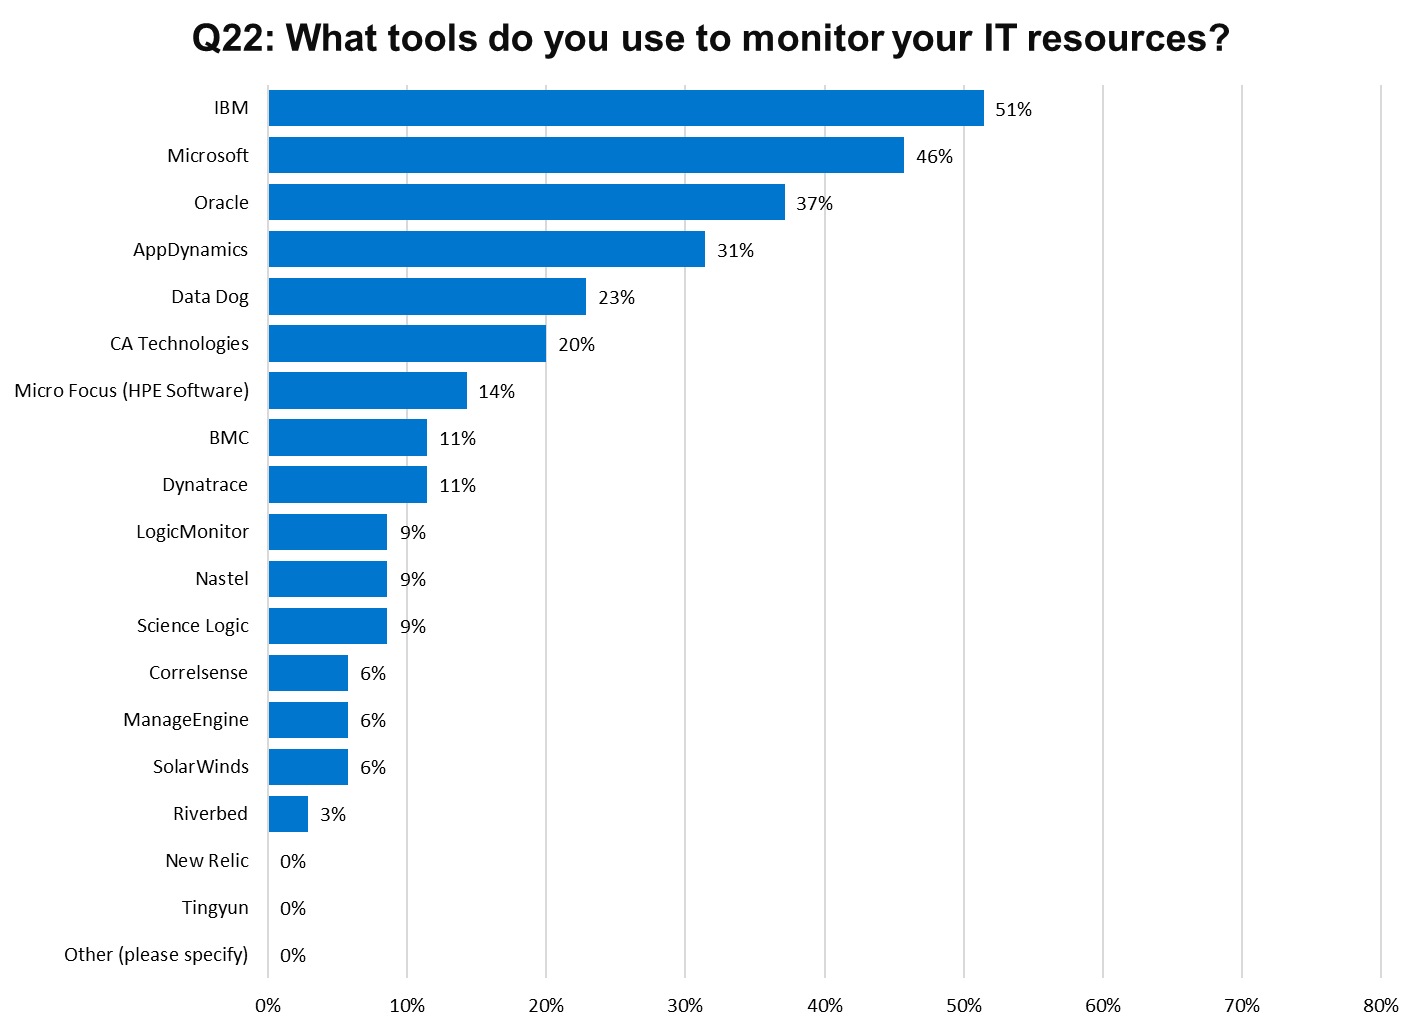 Q22: What tools do you use to monitor your IT resources?
IBM 51%
Microsoft 46%
Oracle 37%
AppDynamics 31%
Data Dog 23%
CA Technologies 20%
Micro Focus (HPE Software) 14%
BMC 11%
Dynatrace 11%
LogicMonitor 9%
Nastel 9%
Science Logic 9%
Correlsense 6%
ManageEngine 6%
SolarWinds 6%
Riverbed 3%
New Relic 0%
Tingyun 0%
Other (please specify) 0%
0% 10% 20% 30% 40% 50% 60% 70% 80%